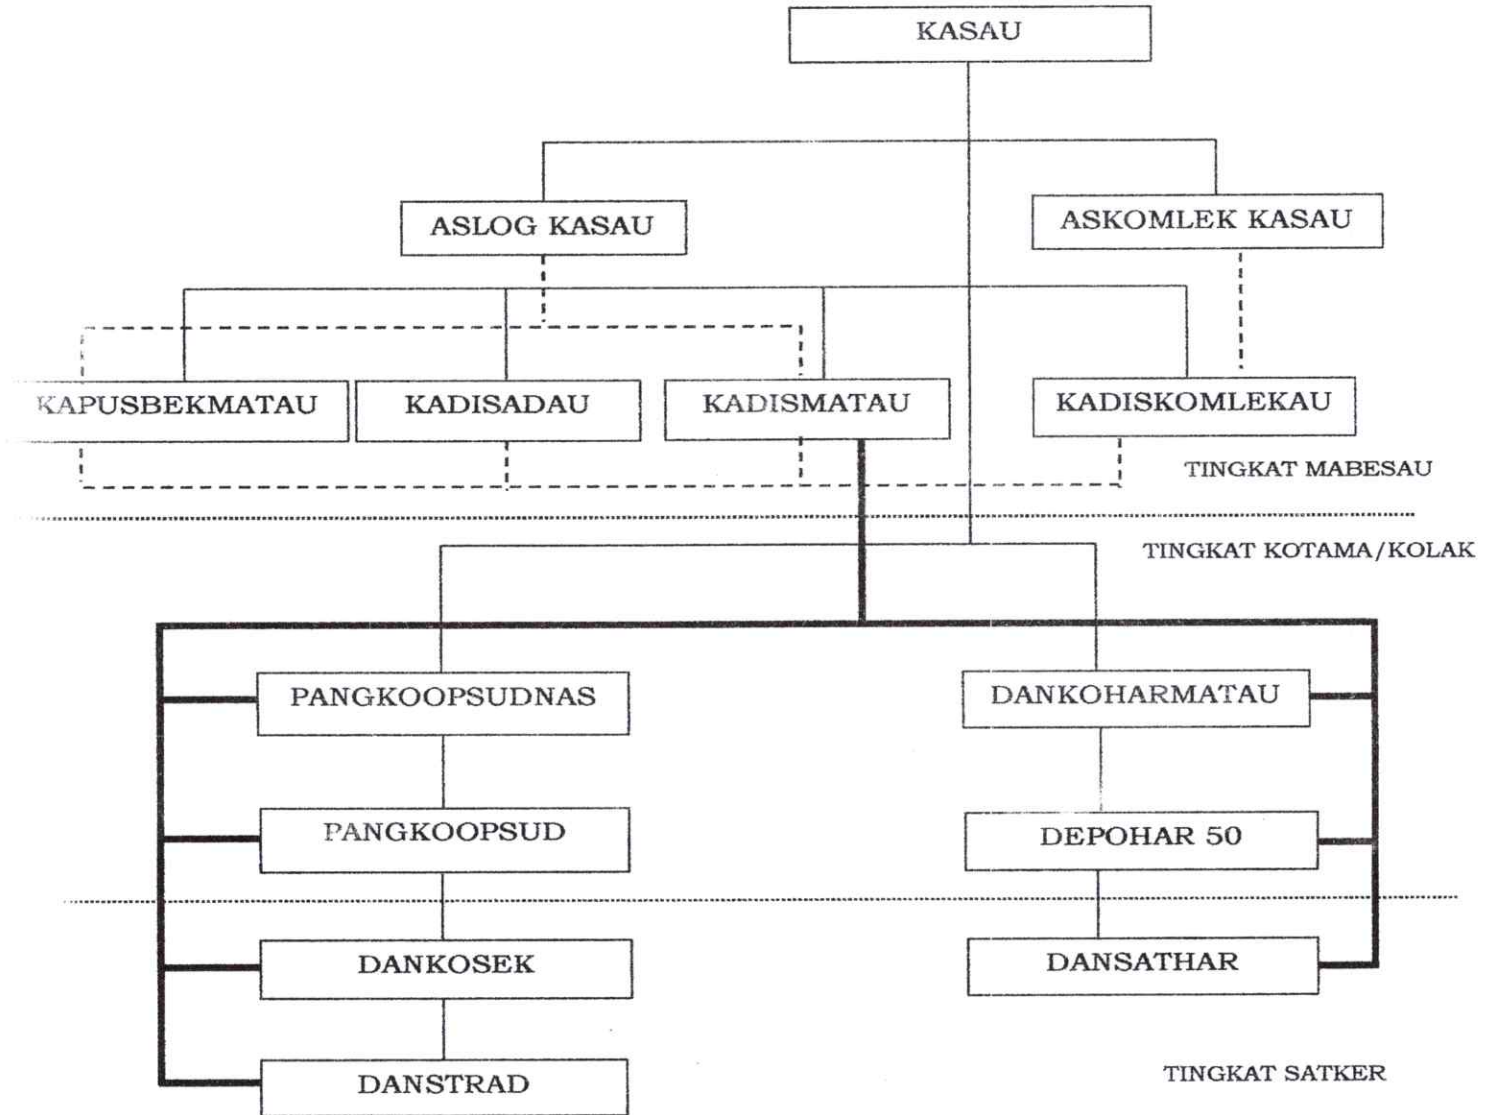 KASAU
ASLOG KASAU
ASKOMLEK KASAU
KAPUSBEKMATAU
KADISADAU
KADISMATAU
KADISKOMLEKAU
TINGKAT MABESAU
TINGKAT KOTAMA/KOLAK
PANGKOOPSUDNAS
DANKOHARMATAU
PANGKOOPSUD
DEPOHAR 50
DANKOSEK
DANSATHAR
DANSTRAD
TINGKAT SATKER